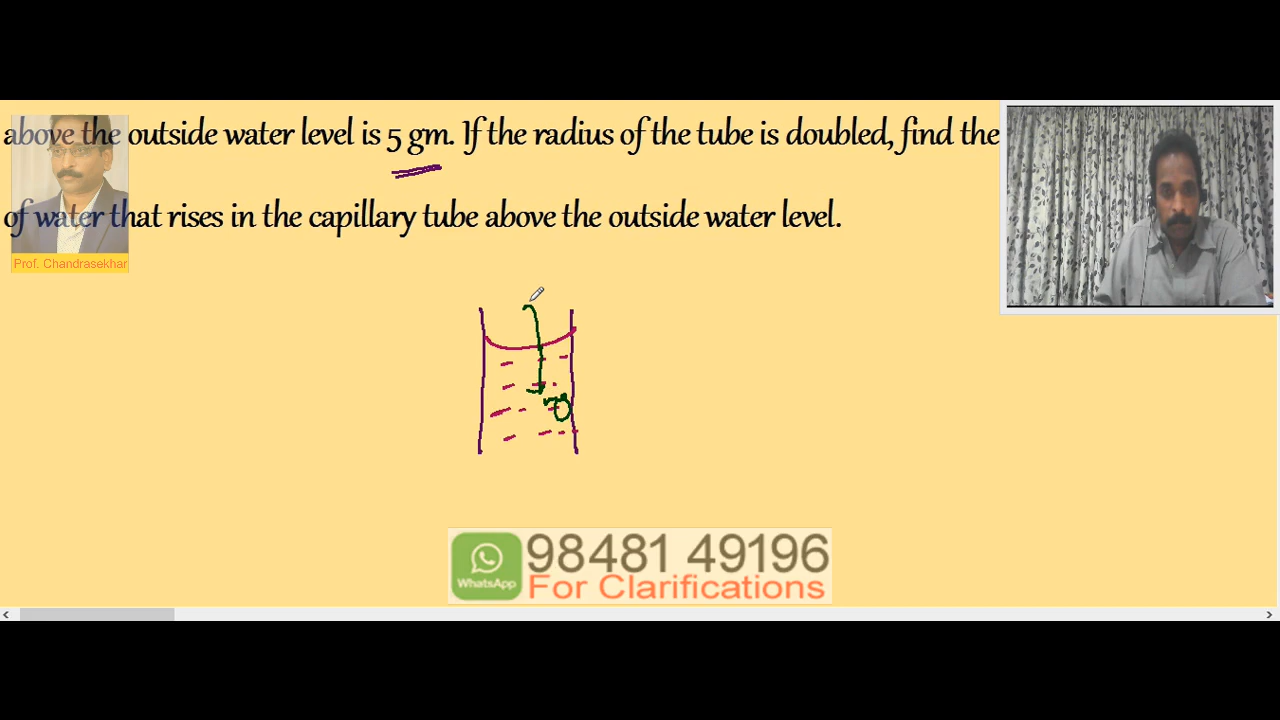 above the outside water level is 5 gm. If the radius of the tube is doubled, find the
of water that rises in the capillary tube above the outside water level.
Prof. Chandrasekhar
WhatsApp
98481 49196
For Clarifications